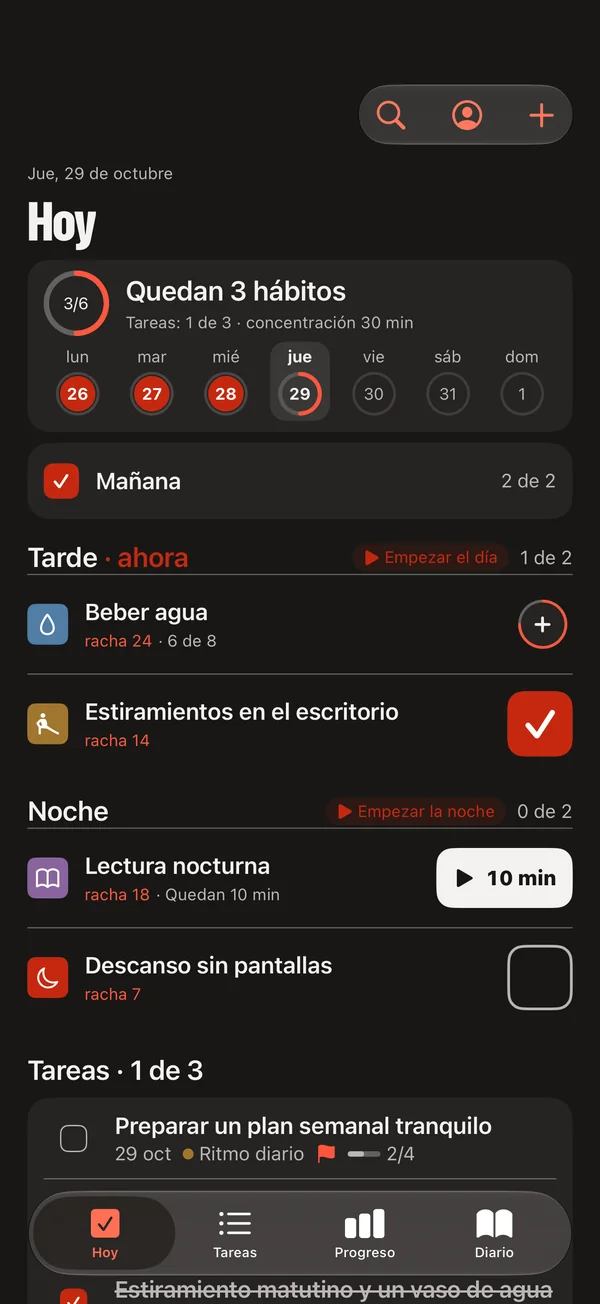 Jue, 29 de octubre
Hoy
3/6
Quedan 3 hábitos
Tareas: 1 de 3 · concentración 30 min
lun mar mié jue vie sáb dom
26 27 28 29 30 31 1
Mañana 2 de 2
Tarde · ahora Empezar el día 1 de 2
Beber agua
racha 24 · 6 de 8
Estiramientos en el escritorio
racha 14
Noche Empezar la noche 0 de 2
Lectura nocturna
racha 18 · Quedan 10 min
10 min
Descanso sin pantallas
racha 7
Tareas · 1 de 3
Preparar un plan semanal tranquilo
29 oct Ritmo diario 2/4
Hoy Tareas Progreso Diario
Estiramiento matutino y un vaso de agua